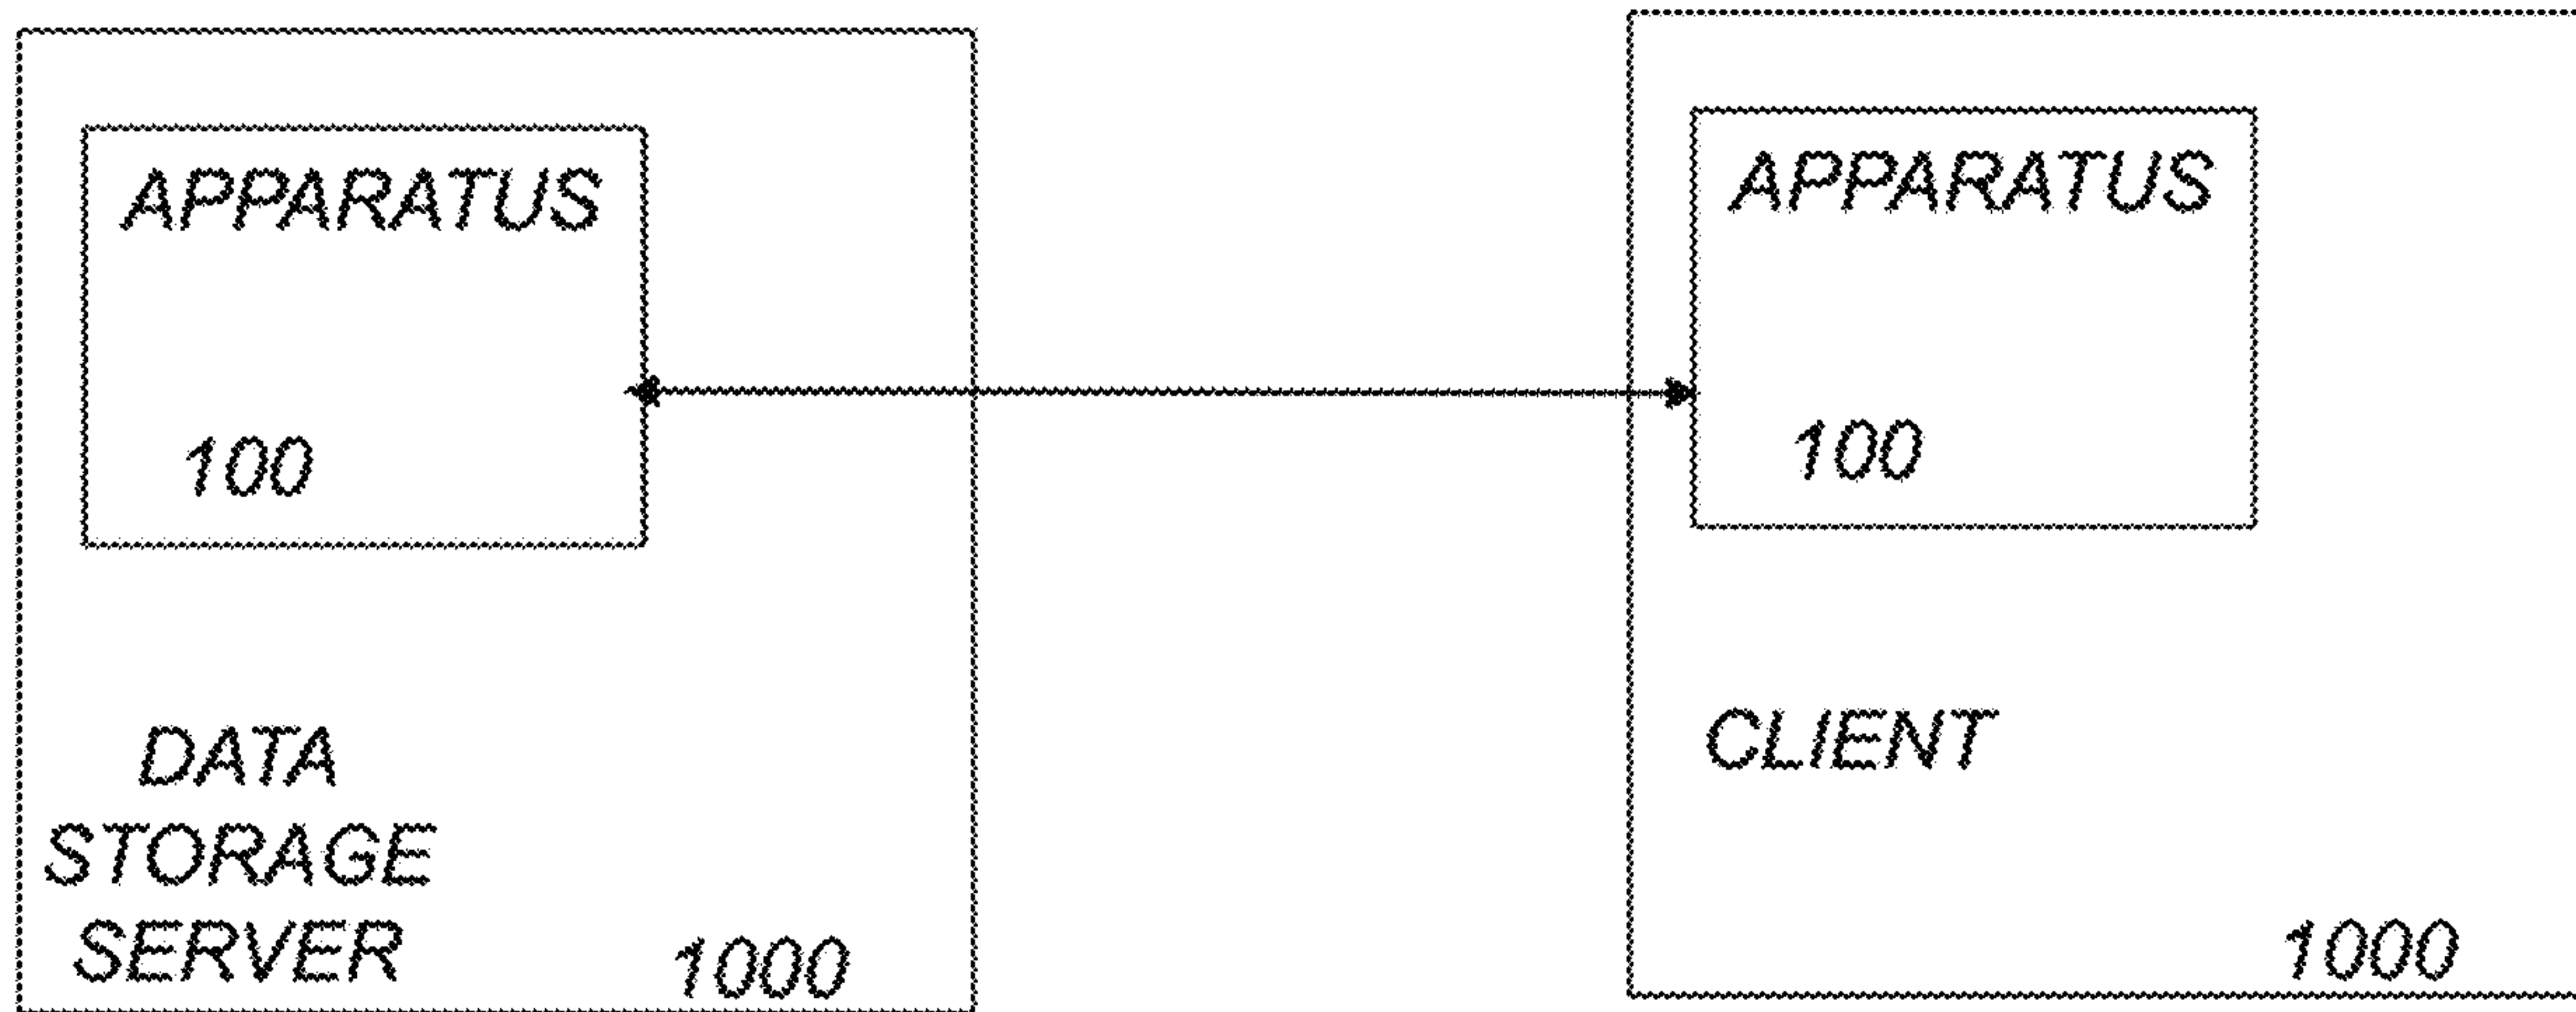 APPARATUS
100
DATA
STORAGE
SERVER
1000
APPARATUS
100
CLIENT
1000